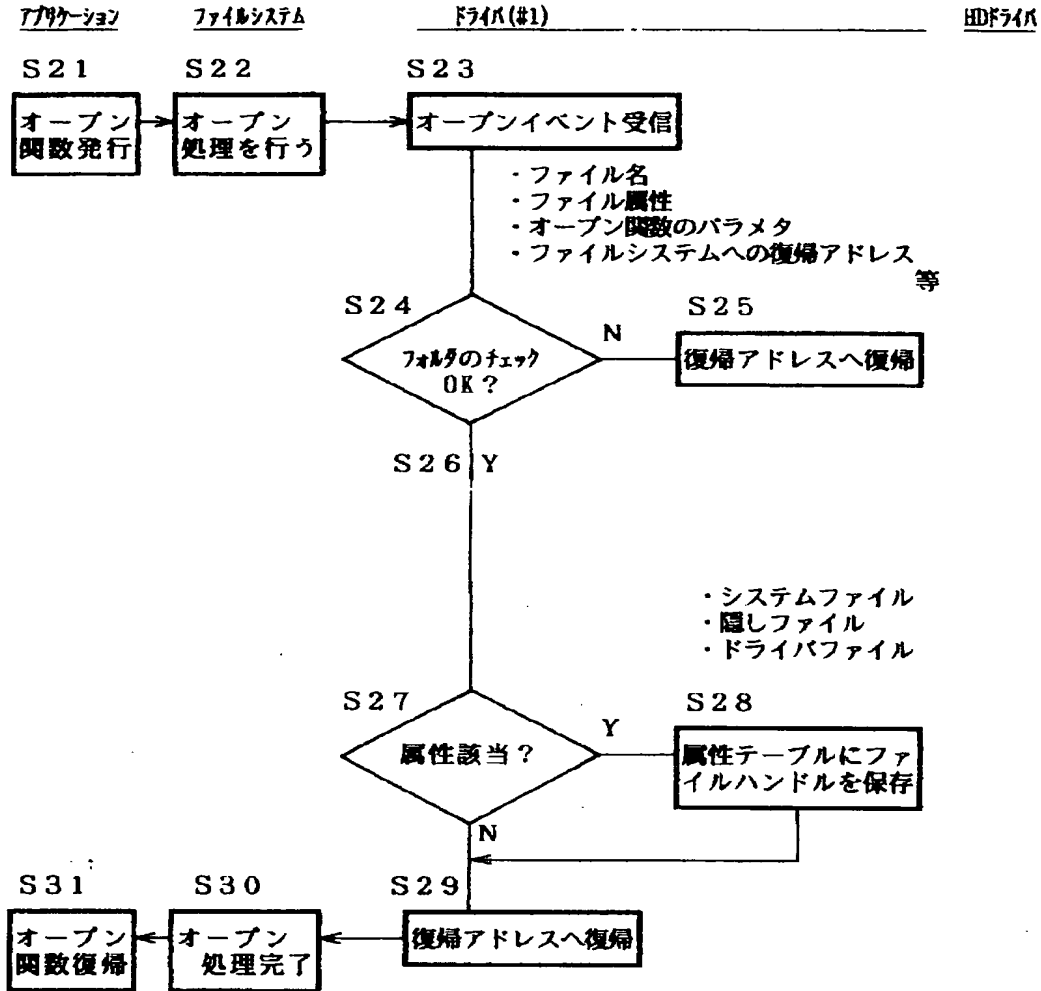 アプリケーション
ファイルシステム
ドライバ(#1)
HDドライバ
S21
S22
S23
オープン
関数発行
オープン
処理を行う
オープンイベント受信
・ファイル名
・ファイル属性
・オープン関数のパラメタ
・ファイルシステムへの復帰アドレス
等
S24
S25
フォルダのチェック
OK?
N
復帰アドレスへ復帰
S26
Y
・システムファイル
・隠しファイル
・ドライバファイル
S27
S28
属性該当?
Y
属性テーブルにファ
イルハンドルを保存
N
S31
S30
S29
オープン
関数復帰
オープン
処理完了
復帰アドレスへ復帰